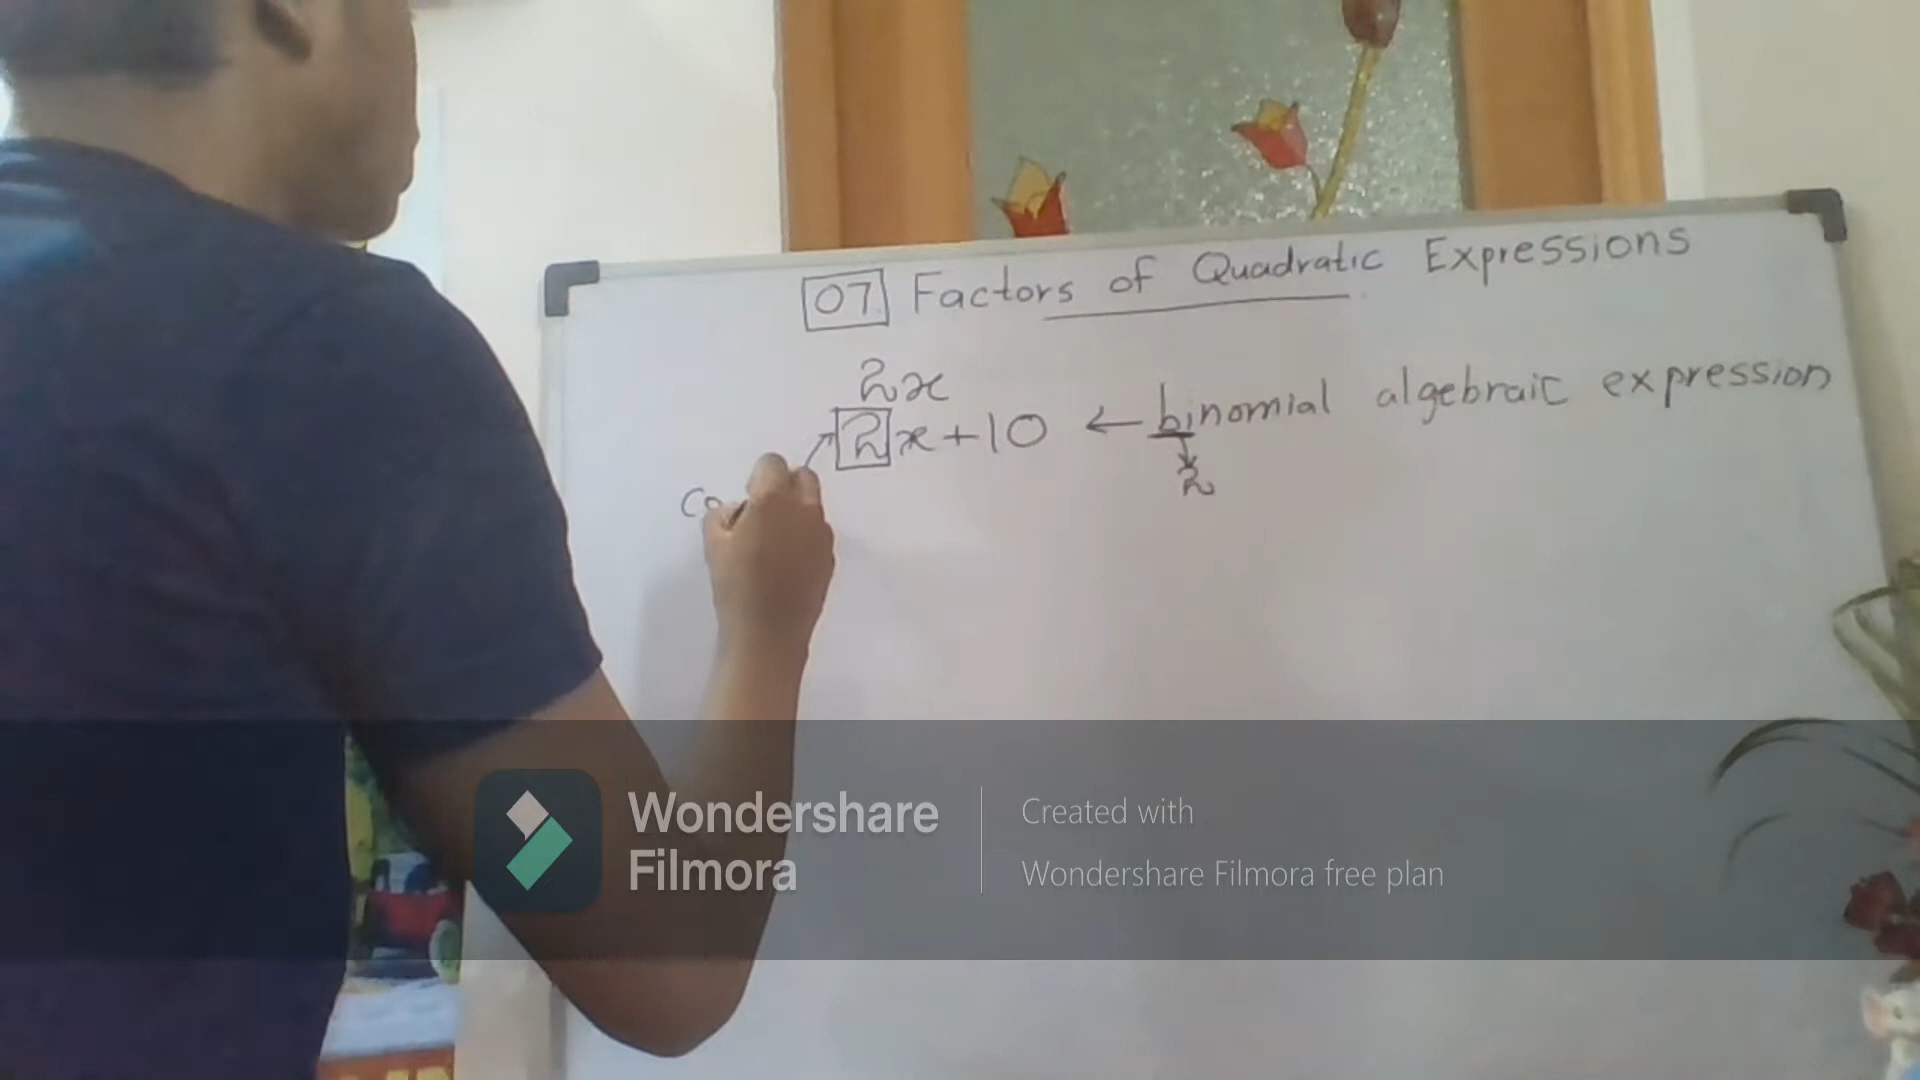 07 Factors of Quadratic Expressions
2x
2x+10 ← binomial algebraic expression
2
Co
Wondershare
Filmora
Created with
Wondershare Filmora free plan